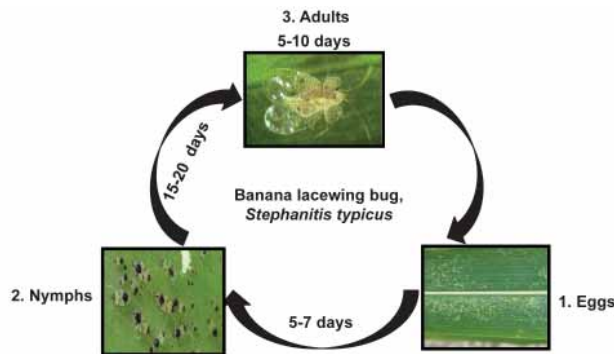 3. Adults
5-10 days
15-20 days
Banana lacewing bug,
Stephanitis typicus
2. Nymphs
1. Eggs
5-7 days